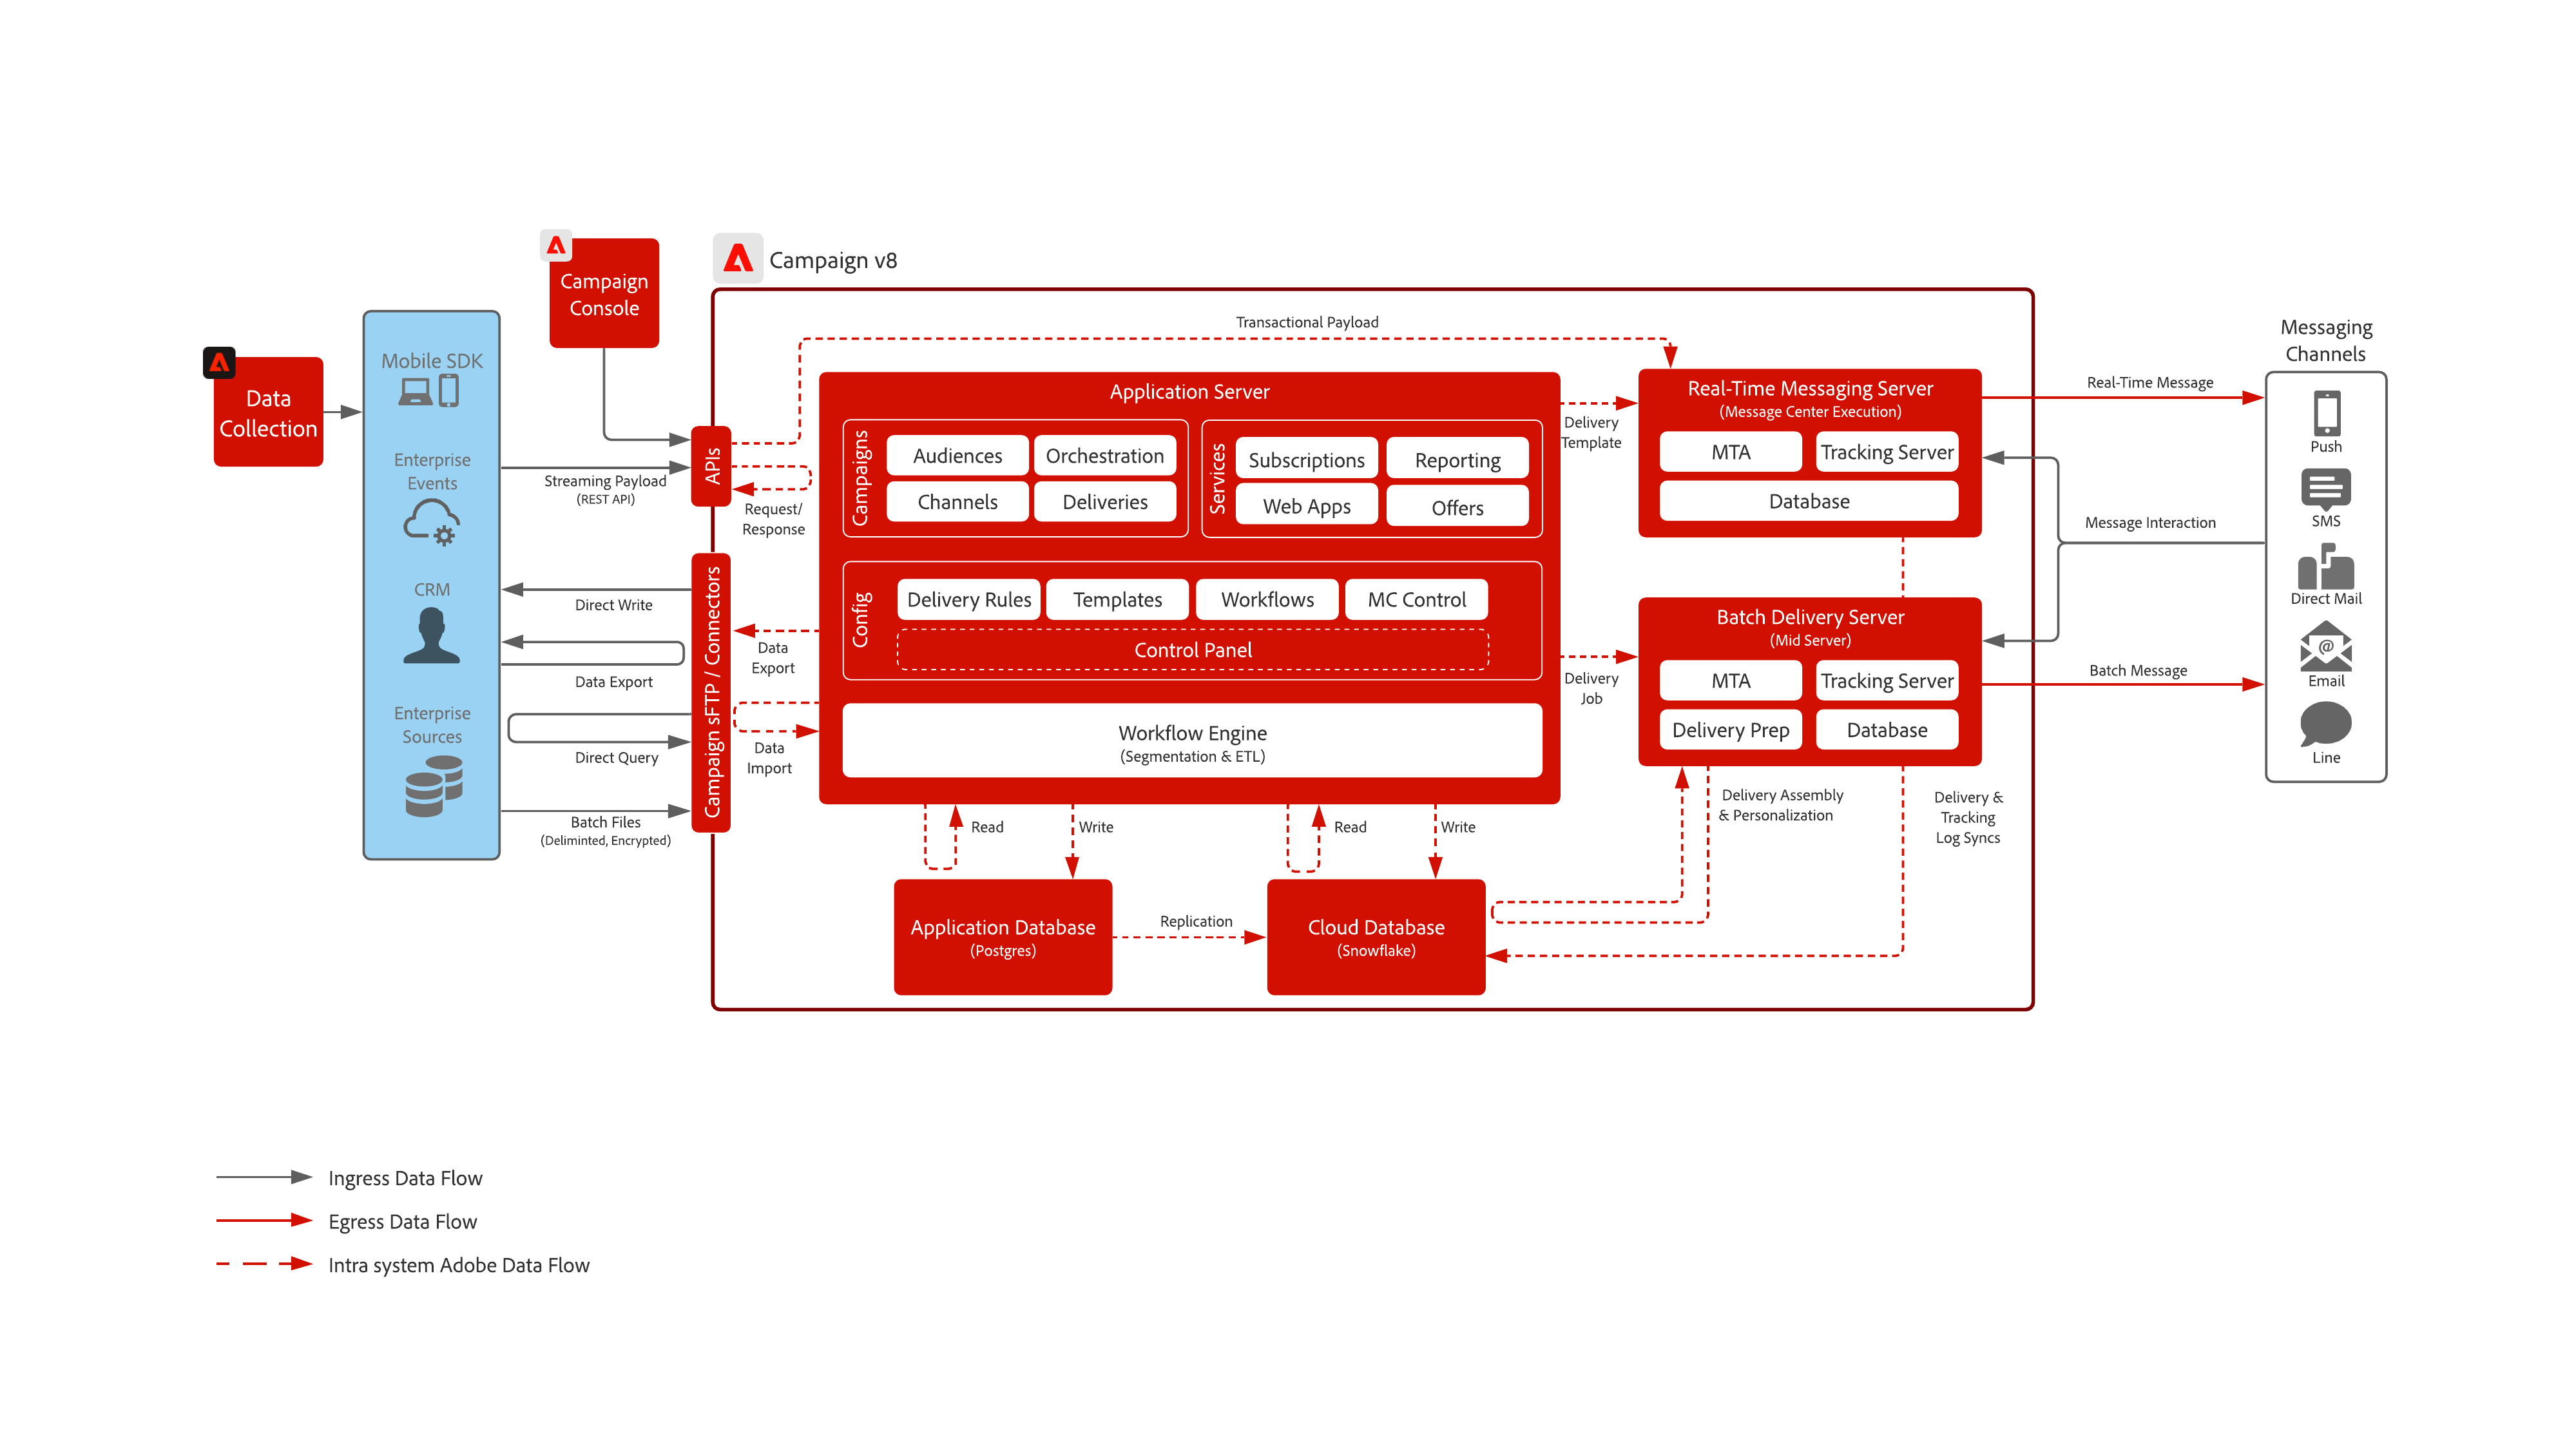 Campaign v8
Campaign
Console
Data
Collection
Mobile SDK
Enterprise
Events
CRM
Enterprise
Sources
Streaming Payload
(REST API)
Direct Write
Data Export
Direct Query
Batch Files
(Deliminted, Encrypted)
APIs
Campaign sFTP / Connectors
Request/
Response
Data
Export
Data
Import
Transactional Payload
Application Server
Campaigns
Audiences
Orchestration
Channels
Deliveries
Services
Subscriptions
Reporting
Web Apps
Offers
Config
Delivery Rules
Templates
Workflows
MC Control
Control Panel
Workflow Engine
(Segmentation & ETL)
Read
Write
Read
Write
Application Database
(Postgres)
Replication
Cloud Database
(Snowflake)
Delivery
Template
Delivery
Job
Real-Time Messaging Server
(Message Center Execution)
MTA
Tracking Server
Database
Batch Delivery Server
(Mid Server)
MTA
Tracking Server
Delivery Prep
Database
Delivery Assembly
& Personalization
Delivery &
Tracking
Log Syncs
Real-Time Message
Message Interaction
Batch Message
Messaging
Channels
Push
SMS
Direct Mail
@
Email
Line
Ingress Data Flow
Egress Data Flow
Intra system Adobe Data Flow